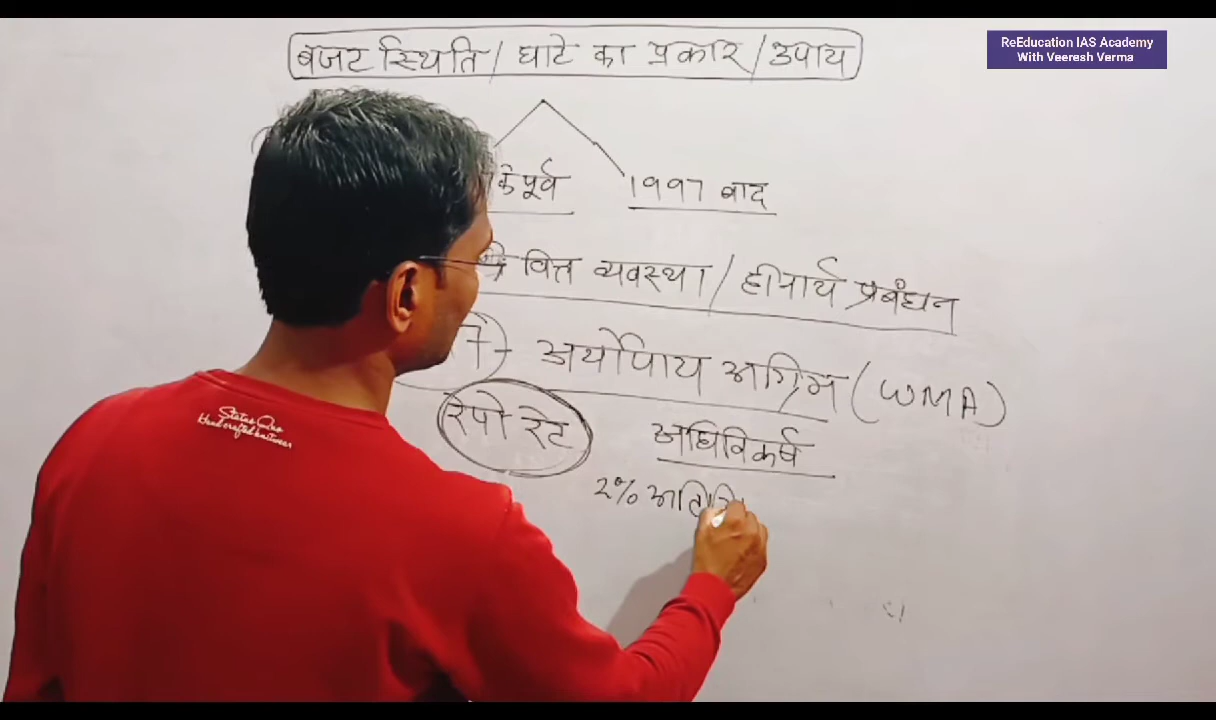 ReEducation IAS Academy
With Veeresh Verma
बजट स्थिति / घाटे का प्रकार / उपाय
के पूर्व
1997 बाद
वित्त व्यवस्था / हीनार्थ प्रबंधन
7 - अर्थोपाय अग्रिम (WMA)
रेपो रेट
अधिविकर्ष
2%